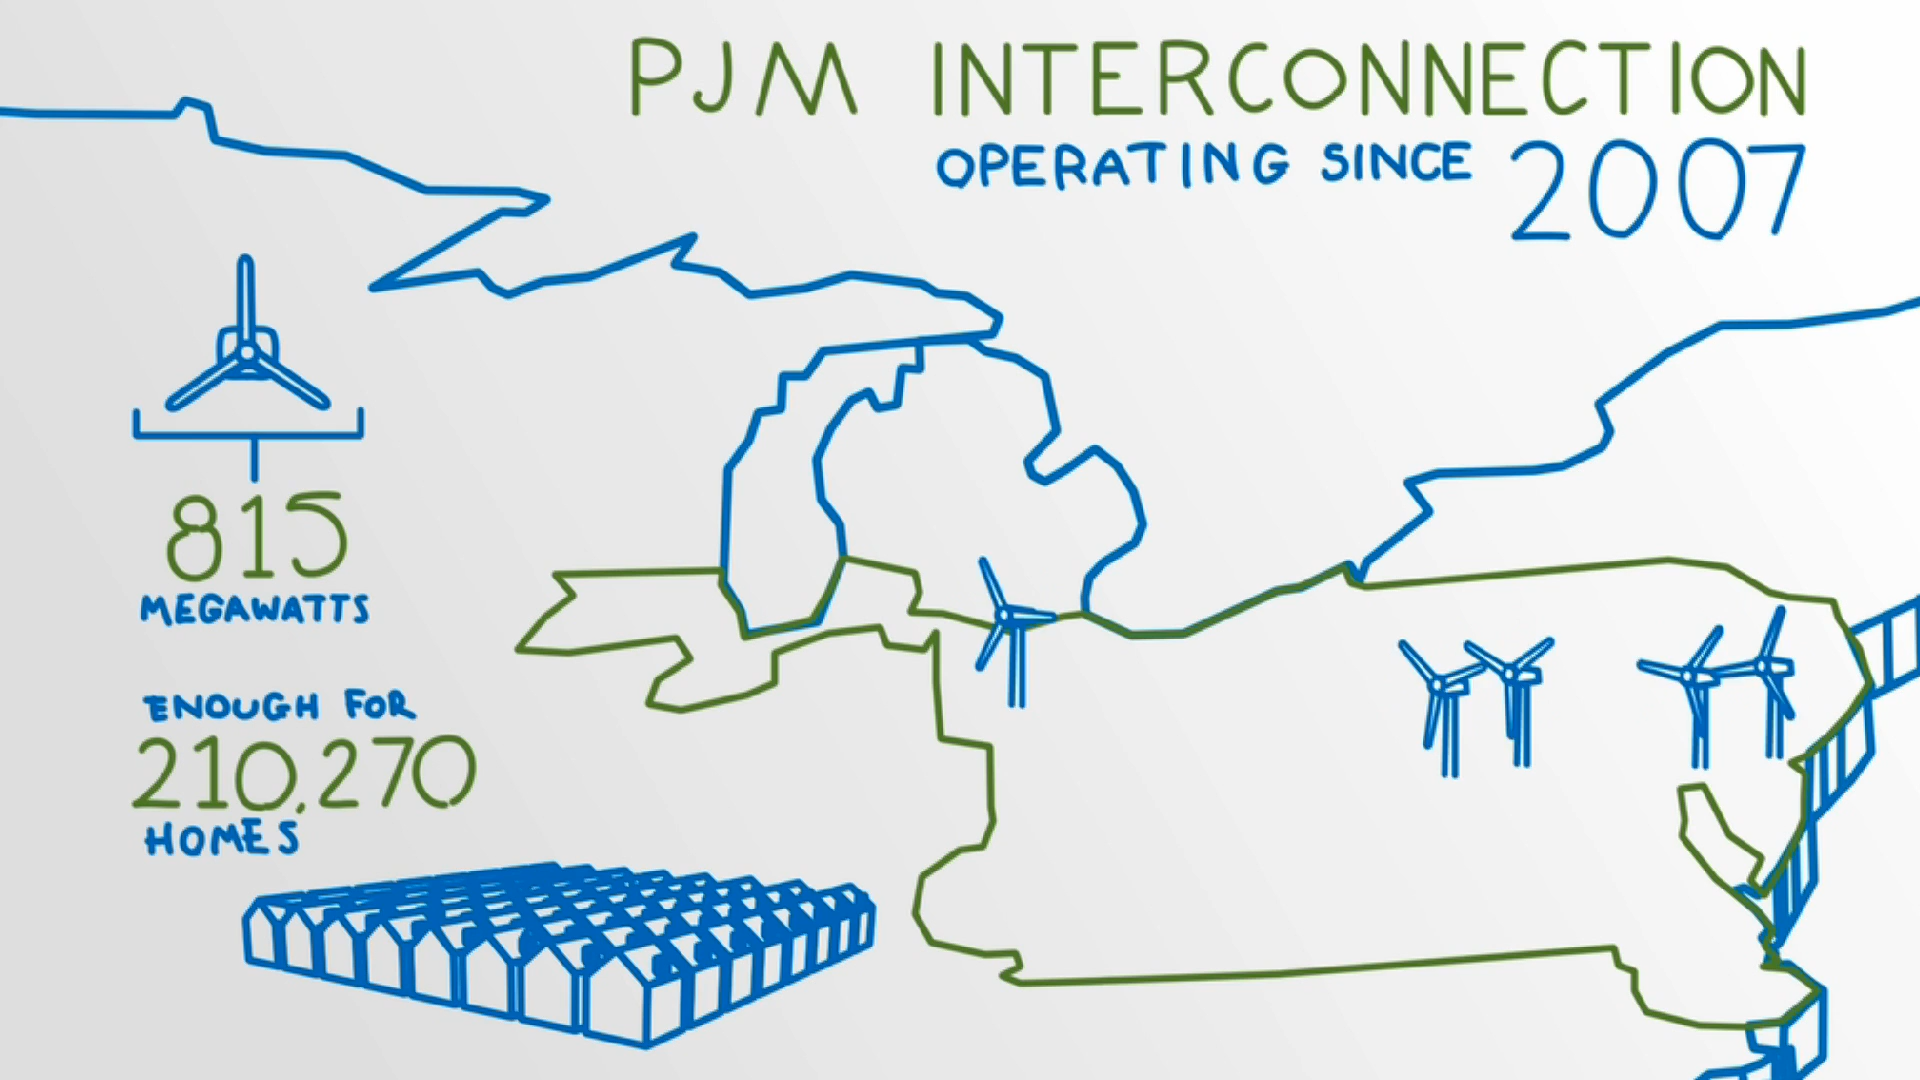 PJM INTERCONNECTION
OPERATING SINCE 2007
815
MEGAWATTS
ENOUGH FOR
210,270
HOMES